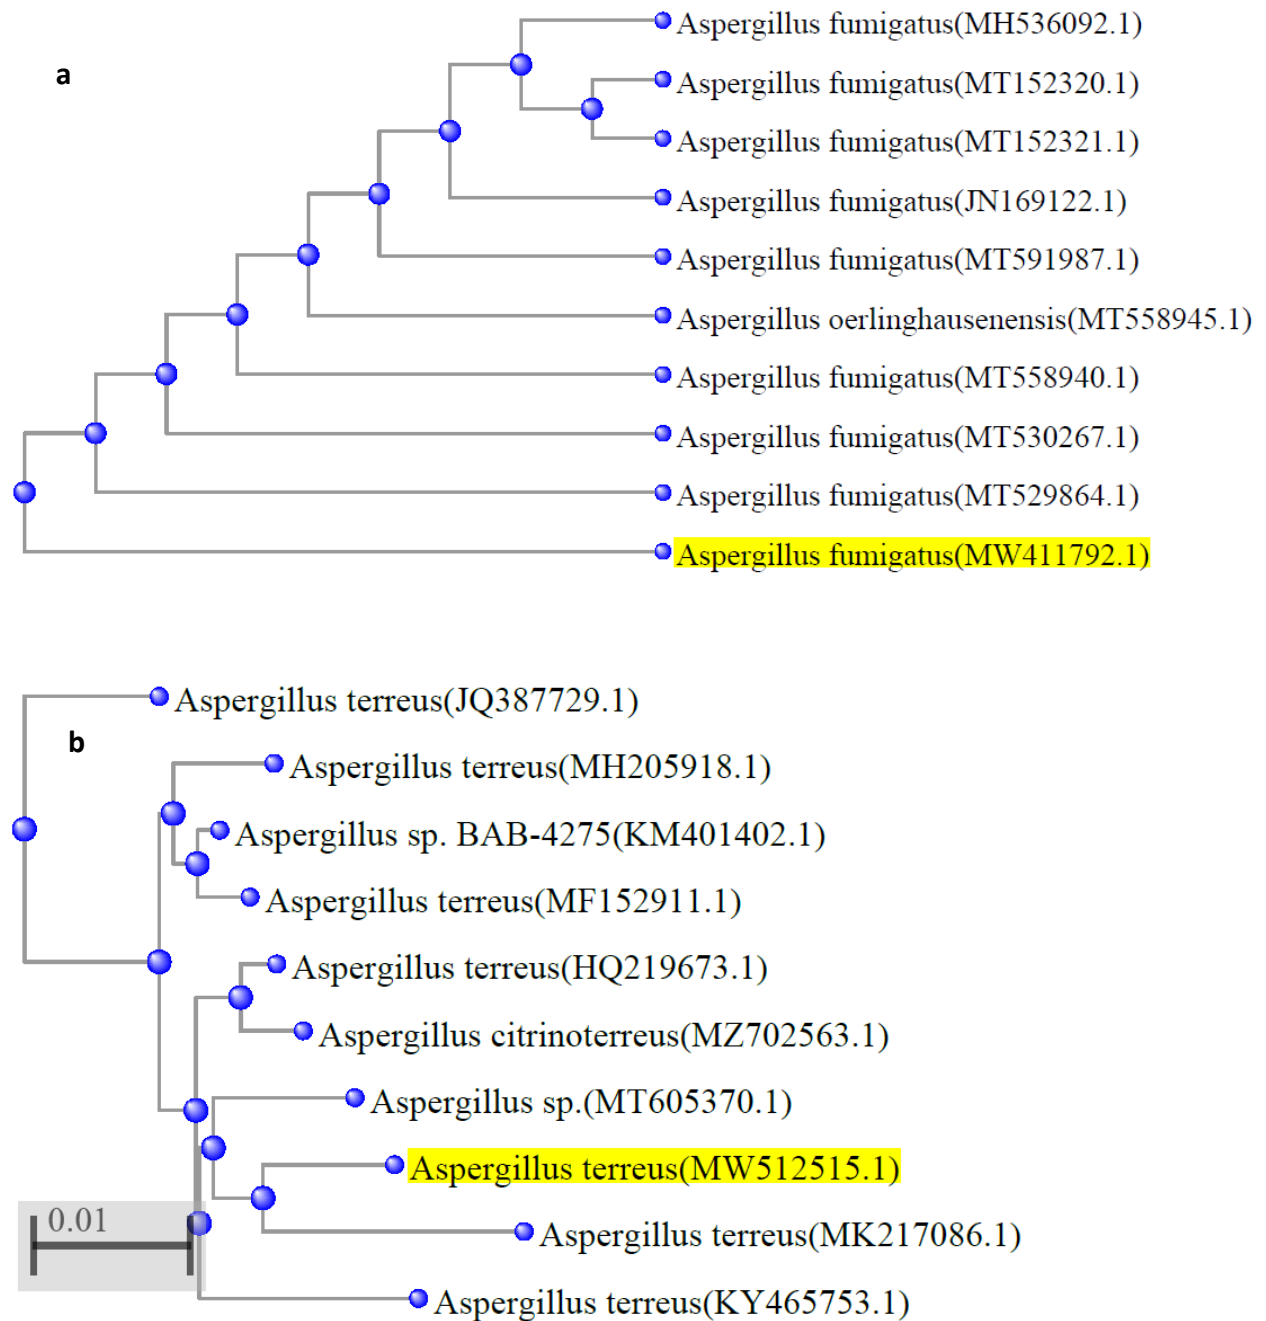 Aspergillus fumigatus(MH536092.1)
a
Aspergillus fumigatus(MT152320.1)
Aspergillus fumigatus(MT152321.1)
Aspergillus fumigatus(JN169122.1)
Aspergillus fumigatus(MT591987.1)
Aspergillus oerlinghausenensis(MT558945.1)
Aspergillus fumigatus(MT558940.1)
Aspergillus fumigatus(MT530267.1)
Aspergillus fumigatus(MT529864.1)
Aspergillus fumigatus(MW411792.1)
Aspergillus terreus(JQ387729.1)
b
Aspergillus terreus(MH205918.1)
Aspergillus sp. BAB-4275(KM401402.1)
Aspergillus terreus(MF152911.1)
Aspergillus terreus(HQ219673.1)
Aspergillus citrinoterreus(MZ702563.1)
Aspergillus sp.(MT605370.1)
Aspergillus terreus(MW512515.1)
0.01
Aspergillus terreus(MK217086.1)
Aspergillus terreus(KY465753.1)